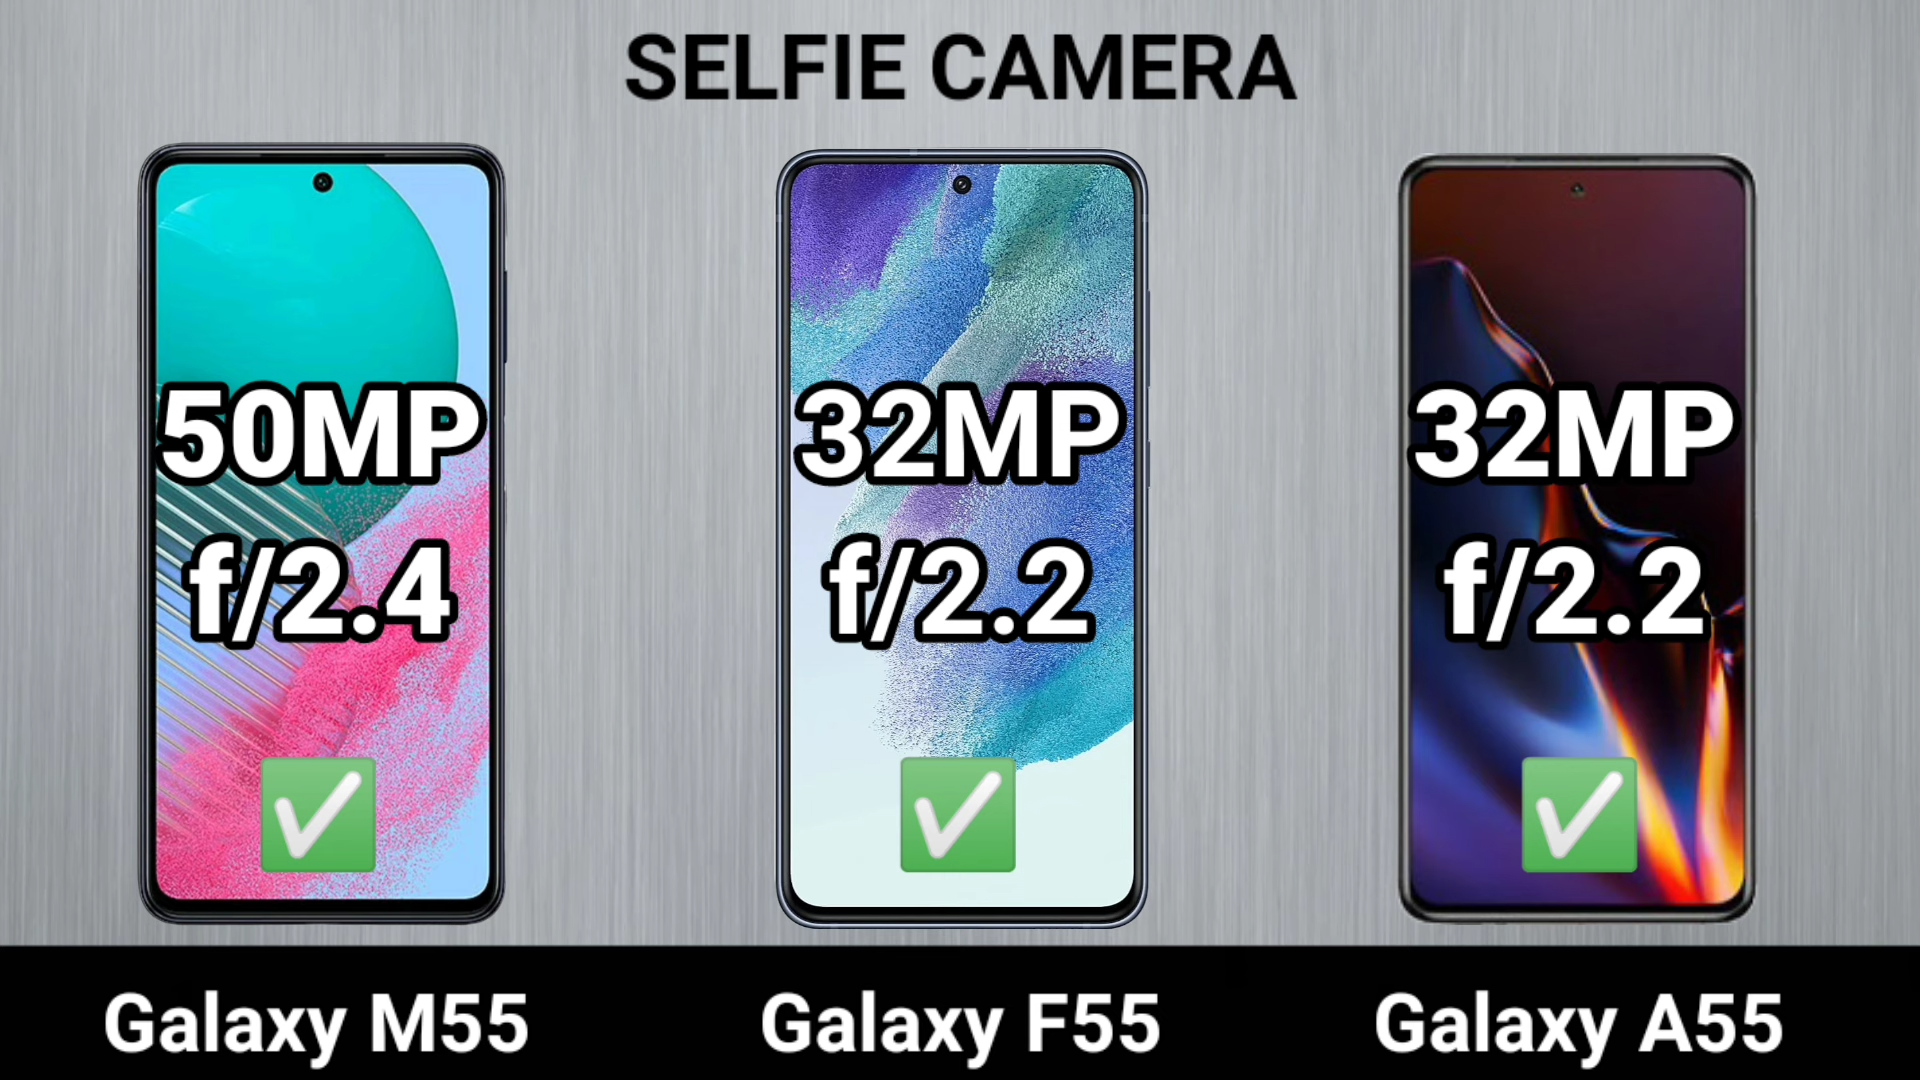 SELFIE CAMERA
50MP
f/2.4
32MP
f/2.2
32MP
f/2.2
Galaxy M55
Galaxy F55
Galaxy A55